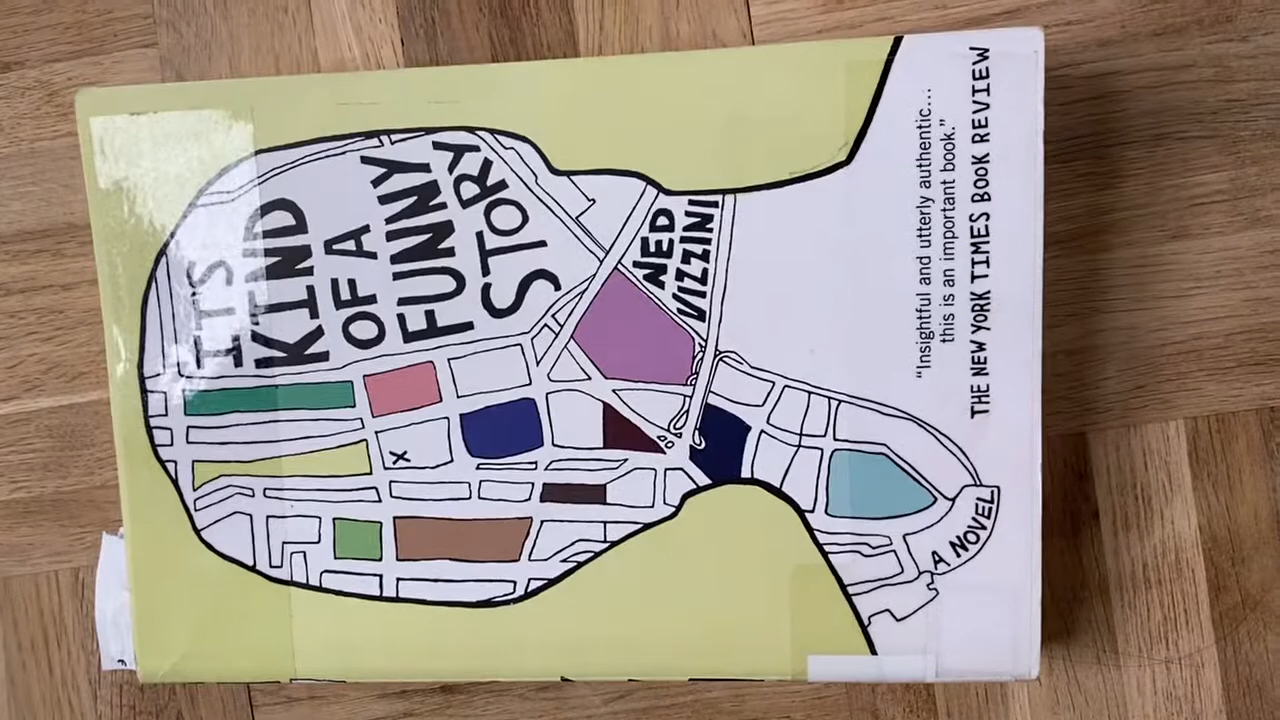 IT'S
KIND
OF A
FUNNY
STORY
NED
VIZZINI
X
"Insightful and utterly authentic...
this is an important book."
THE NEW YORK TIMES BOOK REVIEW
A NOVEL